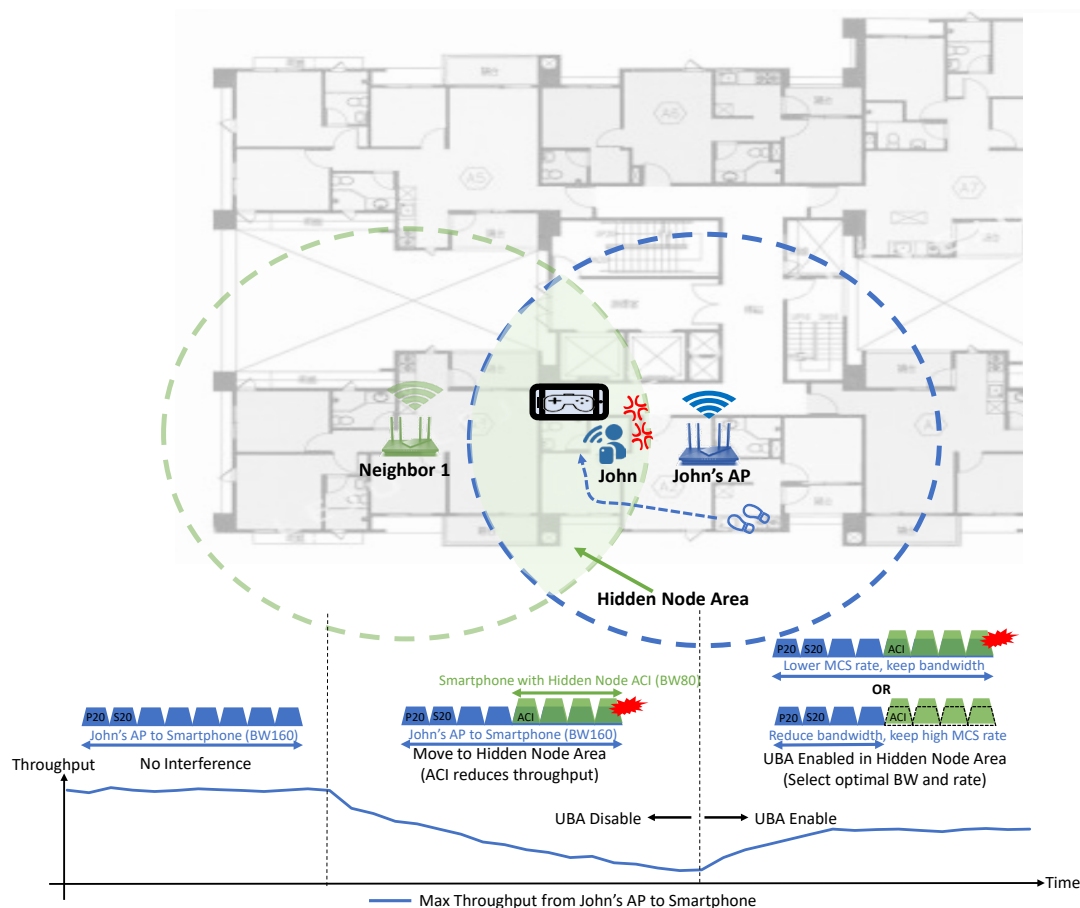 A6
A5
A7
Neighbor 1
John
John's AP
Hidden Node Area
P20 S20 ACI
Lower MCS rate, keep bandwidth
OR
P20 S20 ACI
Reduce bandwidth, keep high MCS rate
UBA Enabled in Hidden Node Area
(Select optimal BW and rate)
Smartphone with Hidden Node ACI (BW80)
P20 S20 ACI
John's AP to Smartphone (BW160)
Move to Hidden Node Area
(ACI reduces throughput)
P20 S20
John's AP to Smartphone (BW160)
No Interference
Throughput
UBA Disable
UBA Enable
Time
Max Throughput from John's AP to Smartphone